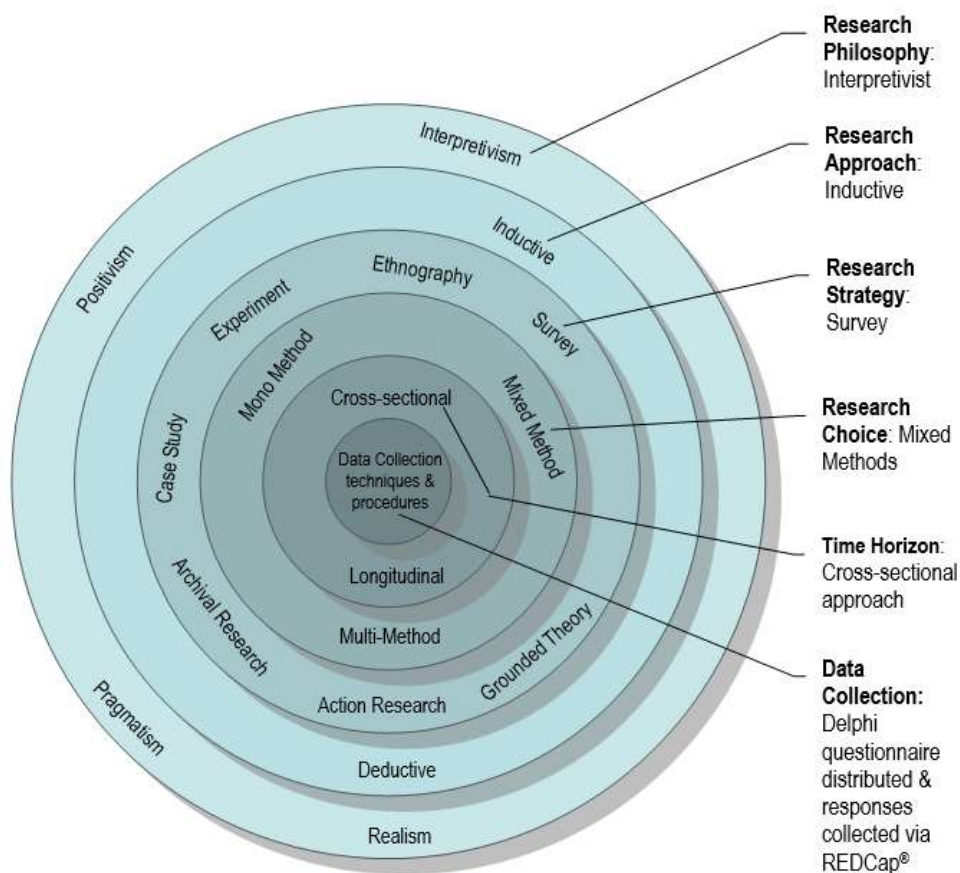 Research
Philosophy:
Interpretivist
Research
Approach:
Inductive
Research
Strategy:
Survey
Research
Choice: Mixed
Methods
Time Horizon:
Cross-sectional
approach
Data
Collection:
Delphi
questionnaire
distributed &
responses
collected via
REDCap®
Interpretivism
Positivism
Pragmatism
Realism
Inductive
Deductive
Ethnography
Experiment
Survey
Case Study
Archival Research
Action Research
Grounded Theory
Mono Method
Mixed Method
Multi-Method
Cross-sectional
Longitudinal
Data Collection
techniques &
procedures